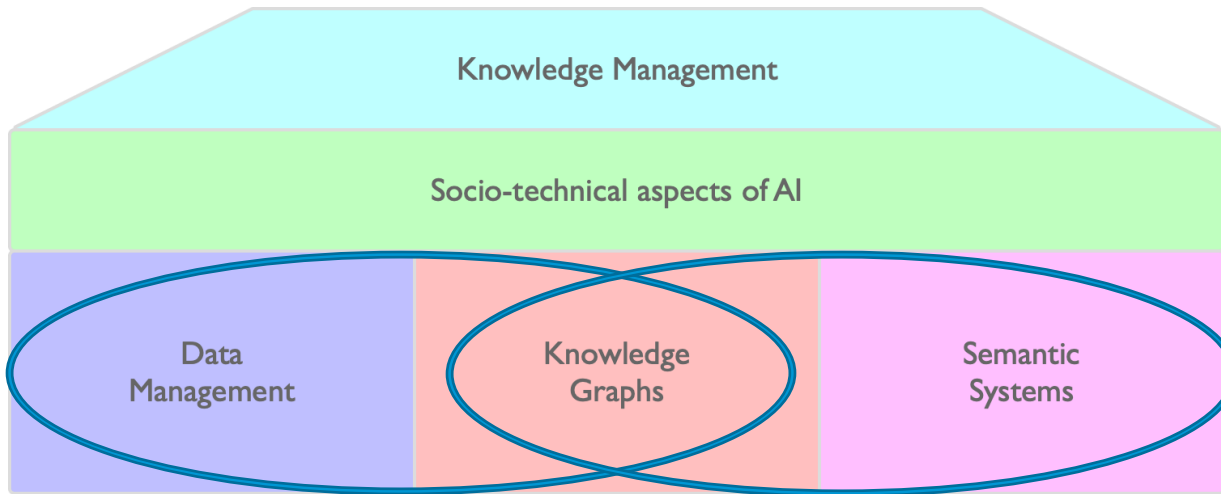 Knowledge Management
Socio-technical aspects of AI
Data
Management
Knowledge
Graphs
Semantic
Systems